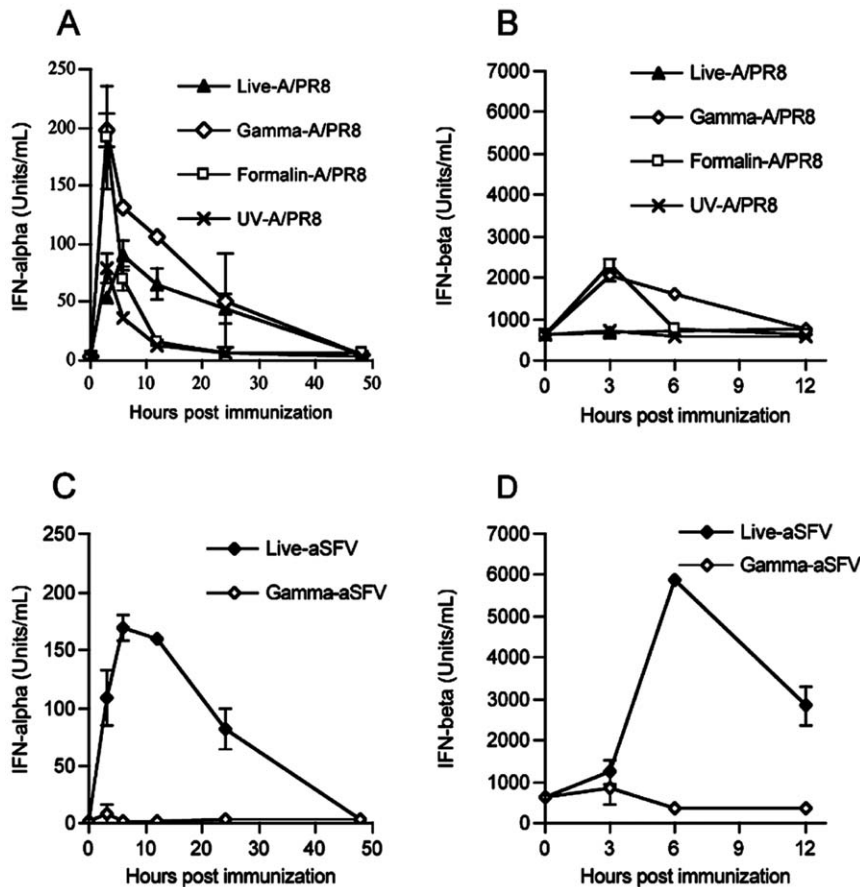 A
IFN-alpha (Units/mL)
250
200
150
100
50
0
0
10
20
30
40
50
Hours post immunization
Live-A/PR8
Gamma-A/PR8
Formalin-A/PR8
UV-A/PR8
B
IFN-beta (Units/mL)
7000
6000
5000
4000
3000
2000
1000
0
0
3
6
9
12
Hours post immunization
Live-A/PR8
Gamma-A/PR8
Formalin-A/PR8
UV-A/PR8
C
IFN-alpha (Units/mL)
250
200
150
100
50
0
0
10
20
30
40
50
Hours post immunization
Live-aSFV
Gamma-aSFV
D
IFN-beta (Units/mL)
7000
6000
5000
4000
3000
2000
1000
0
0
3
6
9
12
Hours post immunization
Live-aSFV
Gamma-aSFV